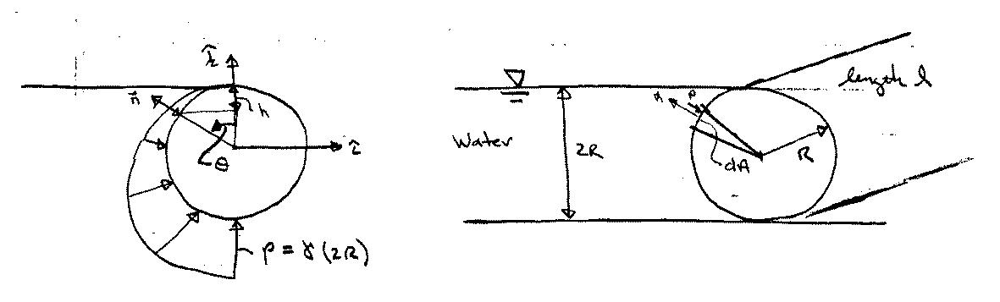 k̂
n̂
h
θ
î
p = γ(2R)
length l
Water
2R
n
p
dA
R